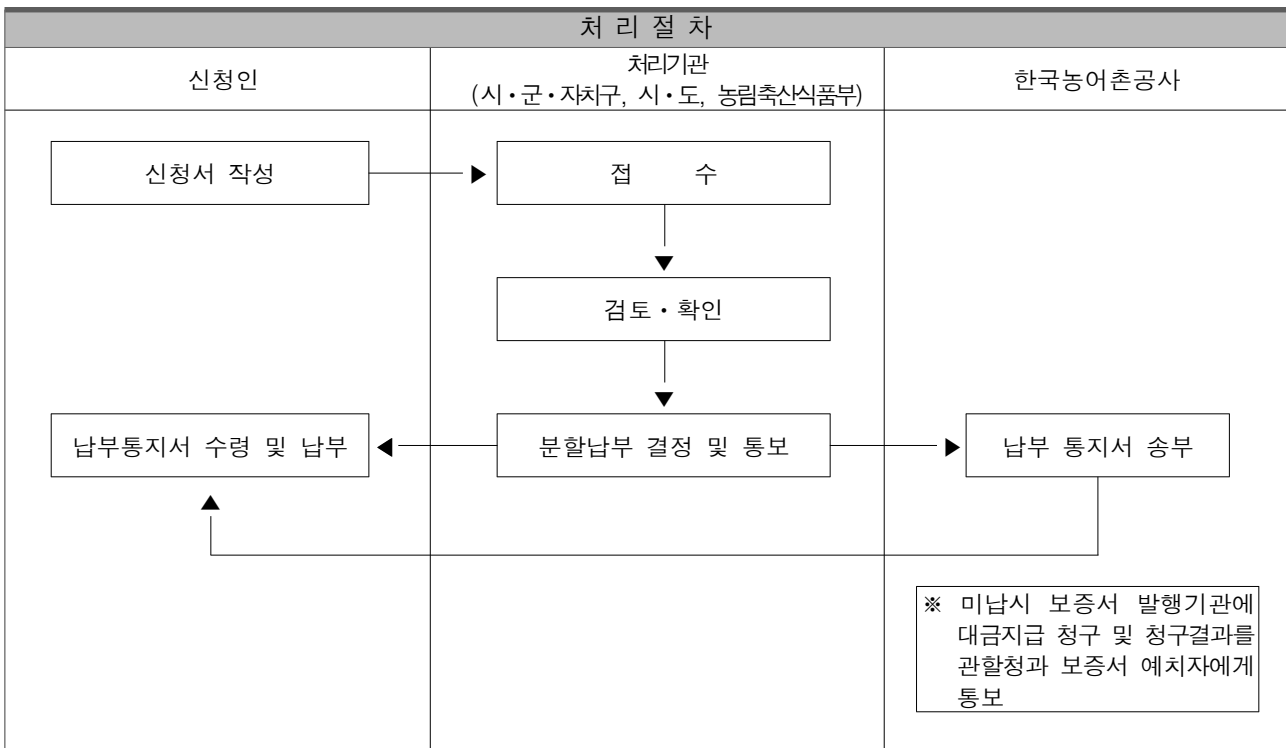 처 리 절 차
신청인
처리기관
(시・군・자치구, 시・도, 농림축산식품부)
한국농어촌공사
신청서 작성
▶
접 수
▼
검토・확인
▼
납부통지서 수령 및 납부
◀
분할납부 결정 및 통보
▶
납부 통지서 송부
▲
※ 미납시 보증서 발행기관에
대금지급 청구 및 청구결과를
관할청과 보증서 예치자에게
통보